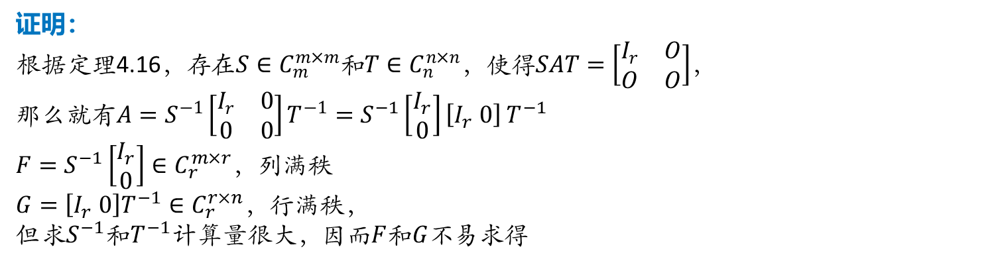 证明：
根据定理4.16，存在$S \in C_m^{m \times m}$和$T \in C_n^{n \times n}$，使得$SAT = \begin{bmatrix} I_r & O \\ O & O \end{bmatrix}$,
那么就有$A = S^{-1} \begin{bmatrix} I_r & 0 \\ 0 & 0 \end{bmatrix} T^{-1} = S^{-1} \begin{bmatrix} I_r \\ 0 \end{bmatrix} [I_r \ 0] \, T^{-1}$
$F = S^{-1} \begin{bmatrix} I_r \\ 0 \end{bmatrix} \in C_r^{m \times r}$，列满秩
$G = [I_r \ 0] T^{-1} \in C_r^{r \times n}$，行满秩，
但求$S^{-1}$和$T^{-1}$计算量很大，因而$F$和$G$不易求得